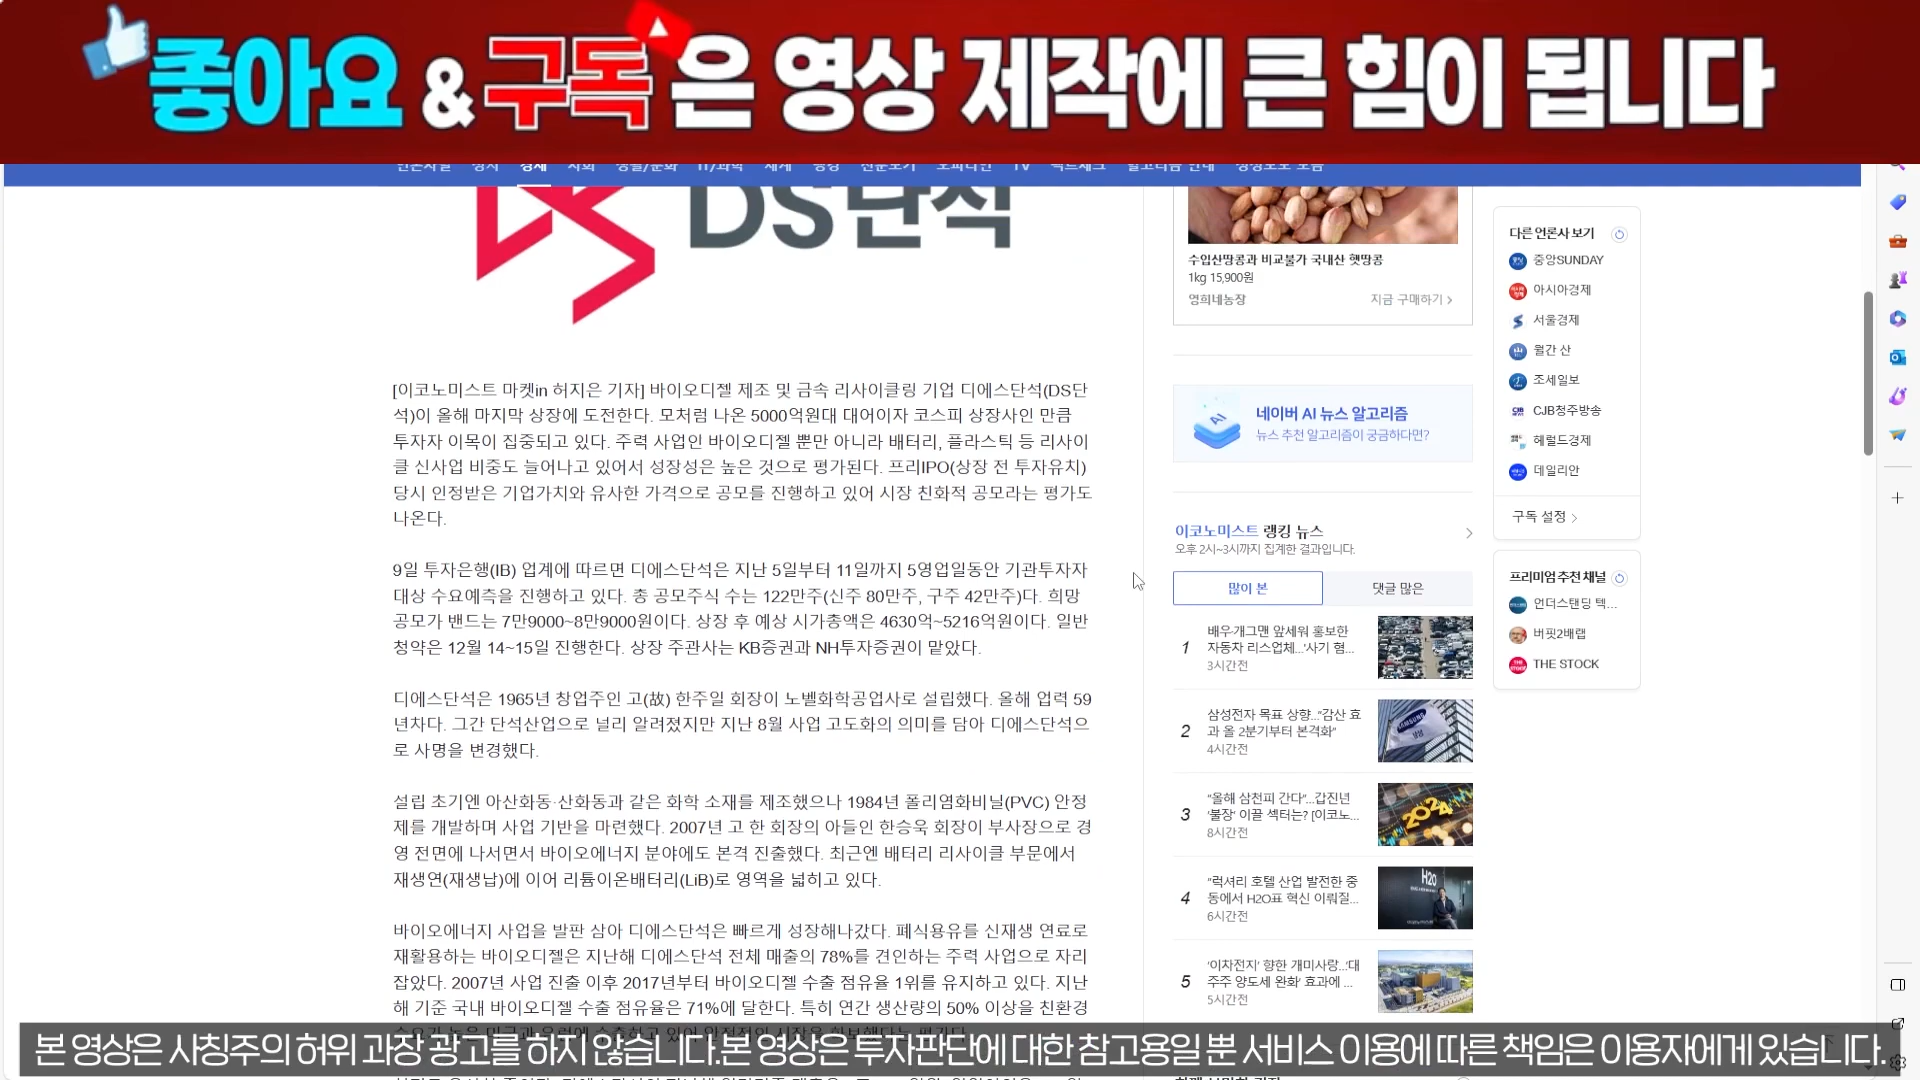 좋아요 & 구독 은 영상 제작에 큰 힘이 됩니다
언론사별 정치 경제 사회 생활/문화 IT/과학 세계 랭킹 신문보기 오피니언 TV 팩트체크 알고리즘 안내 정정보도 모음
DS단석
[이코노미스트 마켓in 허지은 기자] 바이오디젤 제조 및 금속 리사이클링 기업 디에스단석(DS단
석)이 올해 마지막 상장에 도전한다. 모처럼 나온 5000억원대 대어이자 코스피 상장사인 만큼
투자자 이목이 집중되고 있다. 주력 사업인 바이오디젤 뿐만 아니라 배터리, 플라스틱 등 리사이
클 신사업 비중도 늘어나고 있어서 성장성은 높은 것으로 평가된다. 프리IPO(상장 전 투자유치)
당시 인정받은 기업가치와 유사한 가격으로 공모를 진행하고 있어 시장 친화적 공모라는 평가도
나온다.
9일 투자은행(IB) 업계에 따르면 디에스단석은 지난 5일부터 11일까지 5영업일동안 기관투자자
대상 수요예측을 진행하고 있다. 총 공모주식 수는 122만주(신주 80만주, 구주 42만주)다. 희망
공모가 밴드는 7만9000~8만9000원이다. 상장 후 예상 시가총액은 4630억~5216억원이다. 일반
청약은 12월 14~15일 진행한다. 상장 주관사는 KB증권과 NH투자증권이 맡았다.
디에스단석은 1965년 창업주인 고(故) 한주일 회장이 노벨화학공업사로 설립했다. 올해 업력 59
년차다. 그간 단석산업으로 널리 알려졌지만 지난 8월 사업 고도화의 의미를 담아 디에스단석으
로 사명을 변경했다.
설립 초기엔 아산화동·산화동과 같은 화학 소재를 제조했으나 1984년 폴리염화비닐(PVC) 안정
제를 개발하며 사업 기반을 마련했다. 2007년 고 한 회장의 아들인 한승욱 회장이 부사장으로 경
영 전면에 나서면서 바이오에너지 분야에도 본격 진출했다. 최근엔 배터리 리사이클 부문에서
재생연(재생납)에 이어 리튬이온배터리(LiB)로 영역을 넓히고 있다.
바이오에너지 사업을 발판 삼아 디에스단석은 빠르게 성장해나갔다. 폐식용유를 신재생 연료로
재활용하는 바이오디젤은 지난해 디에스단석 전체 매출의 78%를 견인하는 주력 사업으로 자리
잡았다. 2007년 사업 진출 이후 2017년부터 바이오디젤 수출 점유율 1위를 유지하고 있다. 지난
해 기준 국내 바이오디젤 수출 점유율은 71%에 달한다. 특히 연간 생산량의 50% 이상을 친환경
수입산땅콩과 비교불가 국내산 햇땅콩
1kg 15,900원
영희네농장 지금 구매하기 >
네이버 AI 뉴스 알고리즘
뉴스 추천 알고리즘이 궁금하다면?
이코노미스트 랭킹 뉴스
오후 2시~3시까지 집계한 결과입니다.
많이 본 댓글 많은
1 배우·개그맨 앞세워 홍보한
자동차 리스업체…'사기 혐...
3시간전
2 삼성전자 목표 상향…"감산 효
과 올 2분기부터 본격화"
4시간전
3 "올해 삼천피 간다"…갑진년
'불장' 이끌 섹터는? [이코노...
8시간전
4 "럭셔리 호텔 산업 발전한 중
동에서 H2O표 혁신 이뤄질...
6시간전
5 '이차전지' 향한 개미사랑…'대
주주 양도세 완화' 효과에 ...
5시간전
다른 언론사 보기
중앙SUNDAY
아시아경제
서울경제
월간 산
조세일보
CJB청주방송
헤럴드경제
데일리안
구독 설정 >
프리미엄 추천 채널
언더스탠딩 텍...
버핏2배랩
THE STOCK
본 영상은 사칭주의 허위 과장 광고를 하지 않습니다.본 영상은 투자판단에 대한 참고용일 뿐 서비스 이용에 따른 책임은 이용자에게 있습니다.